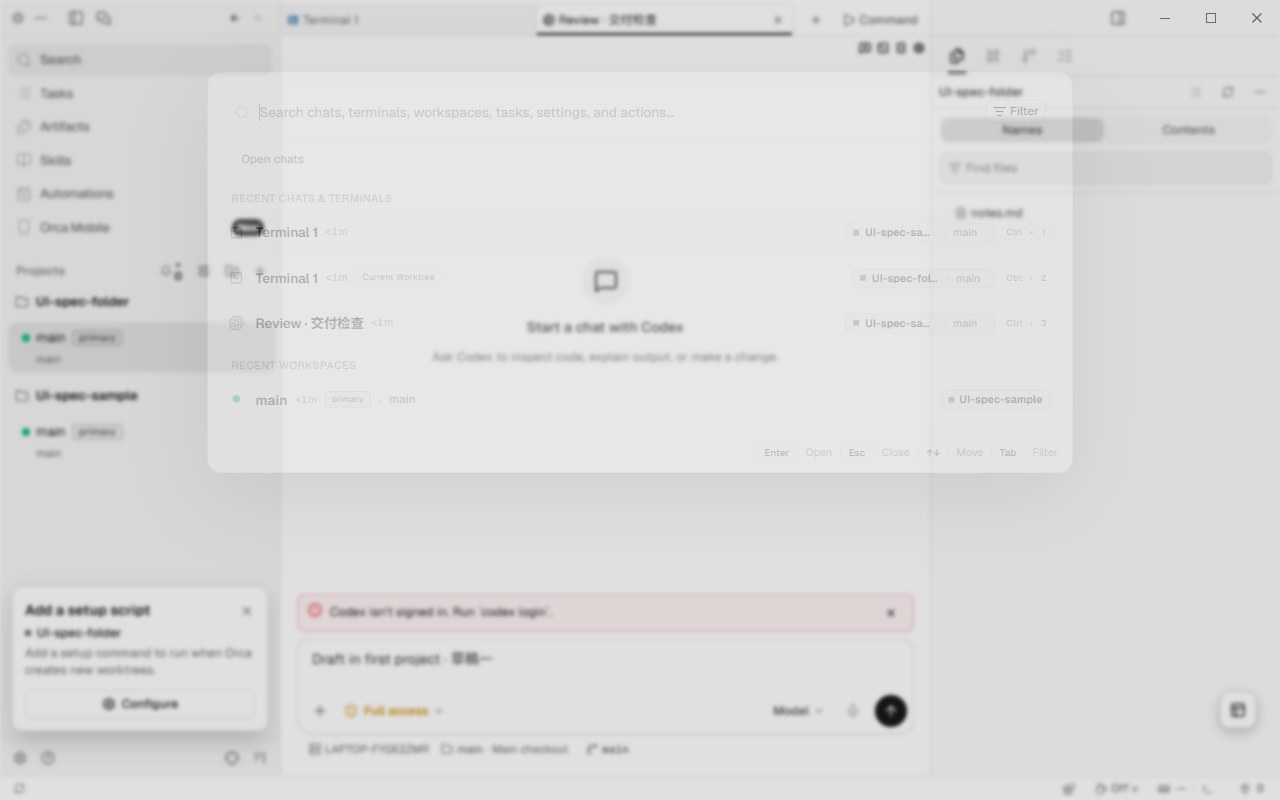 Terminal 1
Review · 交付检查
Command
Search
Tasks
Artifacts
Skills
Automations
Orca Mobile
Projects
UI-spec-folder
main primary
main
UI-spec-sample
main primary
main
Search chats, terminals, workspaces, tasks, settings, and actions...
Filter
Open chats
RECENT CHATS & TERMINALS
Terminal 1 <1m UI-spec-sa... · main Ctrl + 1
Terminal 1 <1m Current Worktree UI-spec-fol... · main Ctrl + 2
Review · 交付检查 <1m UI-spec-sa... · main Ctrl + 3
RECENT WORKSPACES
main <1m primary · main UI-spec-sample
Enter Open Esc Close ↑↓ Move Tab Filter
Start a chat with Codex
Ask Codex to inspect code, explain output, or make a change.
UI-spec-folder
Names Contents
Find files
notes.md
Add a setup script
UI-spec-folder
Add a setup command to run when Orca
creates new worktrees.
Configure
Codex isn't signed in. Run `codex login`.
Draft in first project · 草稿一
Full access
Model
main · Main checkout
main
Off
0